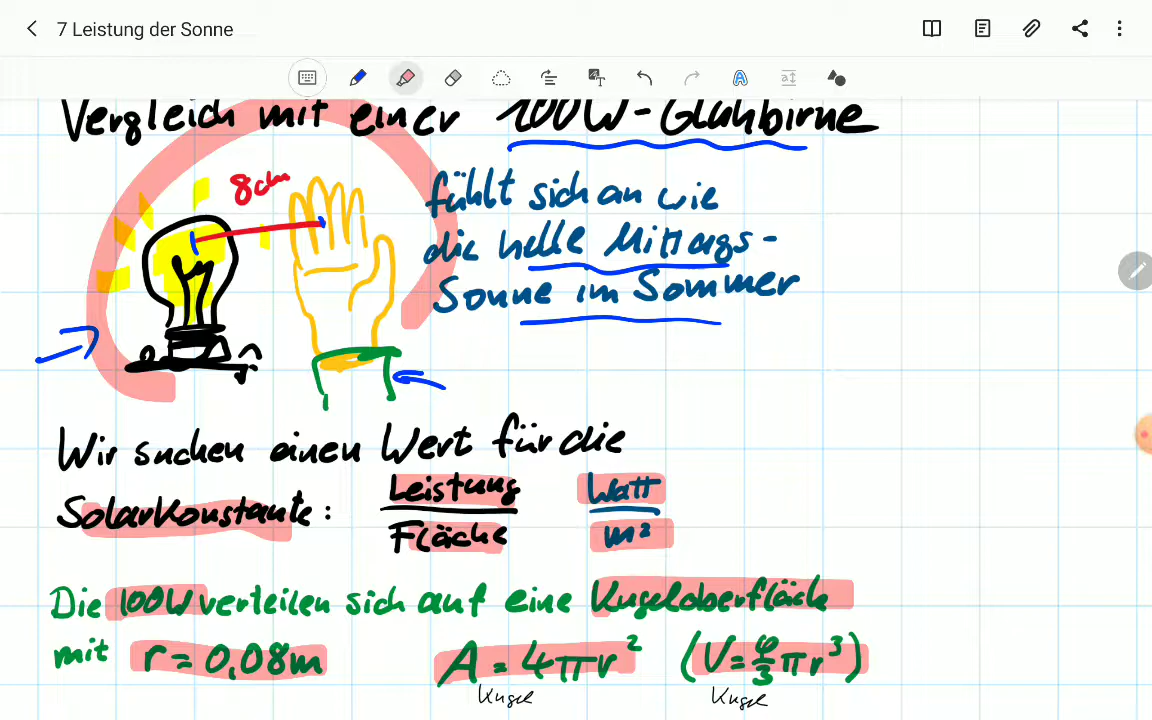 7 Leistung der Sonne
Vergleich mit einer 100W-Glühbirne
8cm
fühlt sich an wie
die helle Mittags-
Sonne im Sommer
Wir suchen einen Wert für die
Solarkonstante: Leistung Watt
Fläche m²
Die 100W verteilen sich auf eine Kugeloberfläche
mit r = 0,08m A = 4πr² (V = 4/3 πr³)
Kugel Kugel